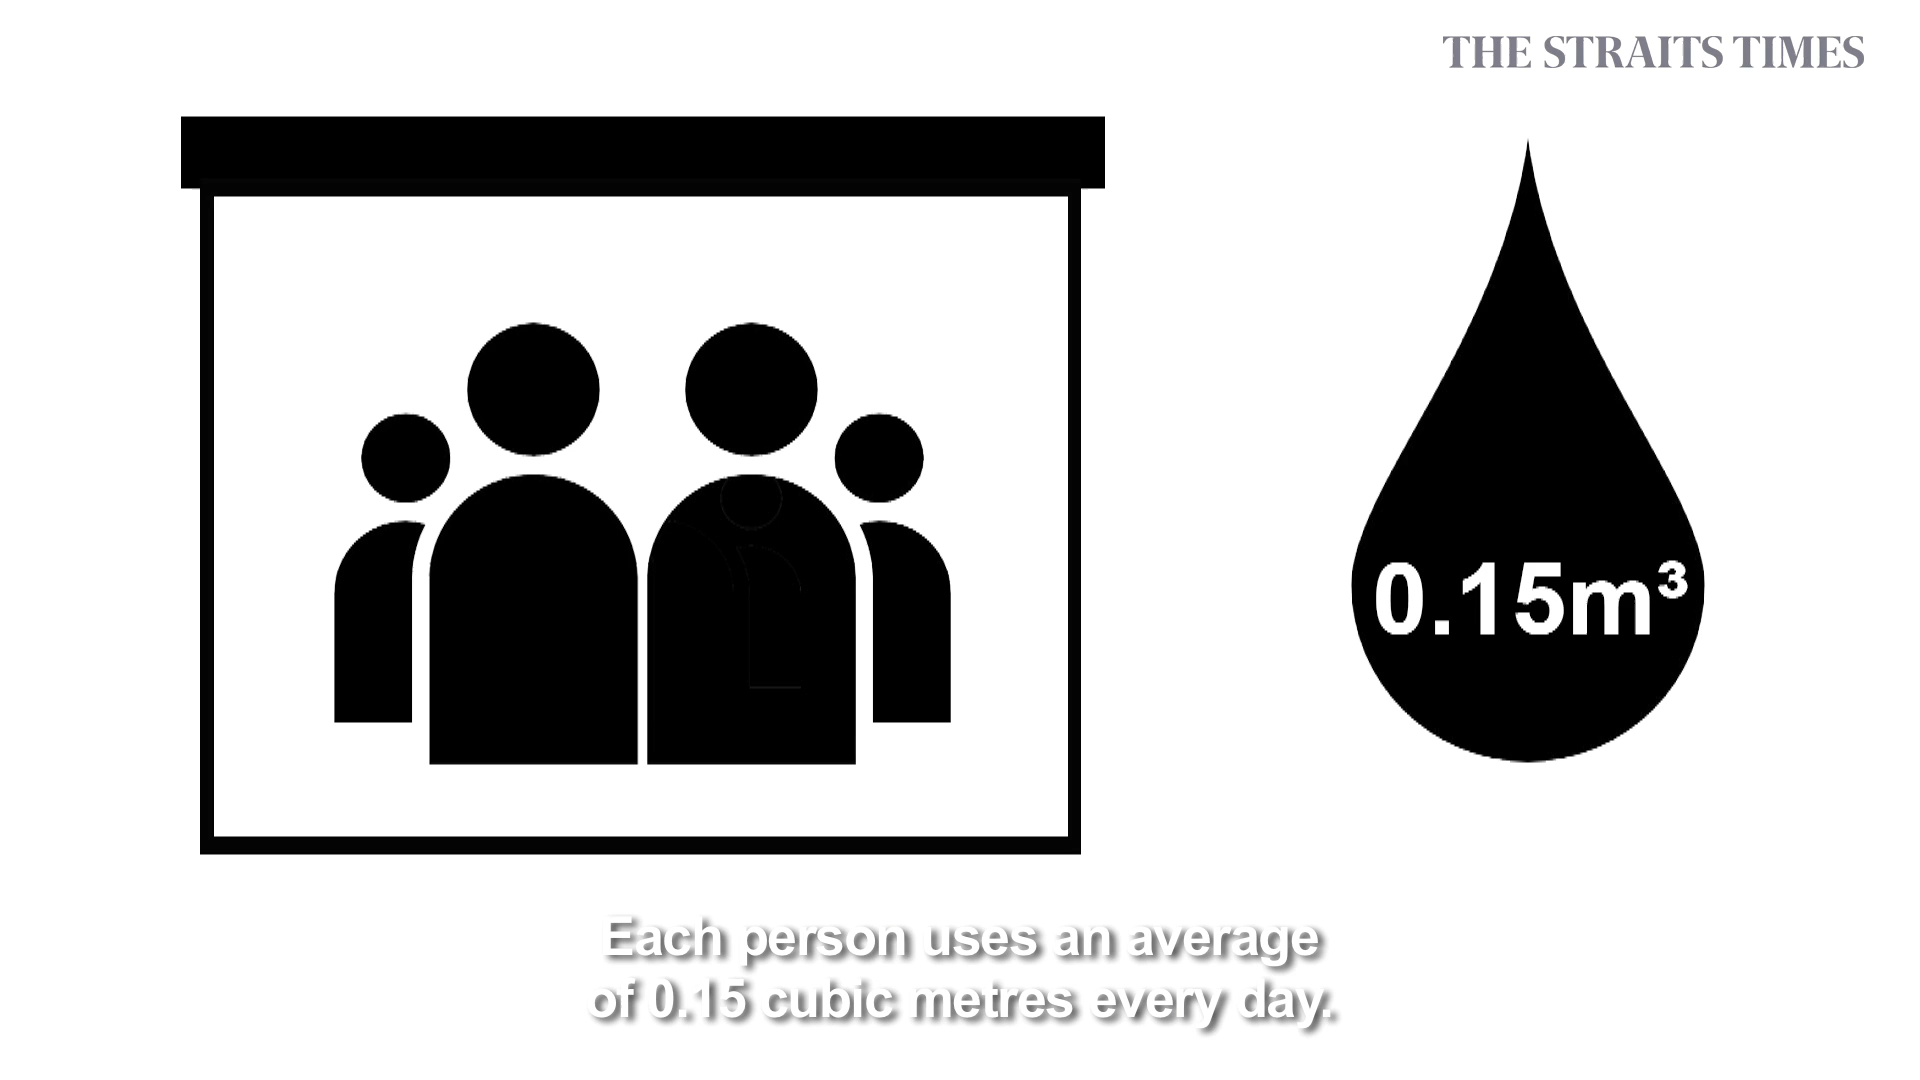 THE STRAITS TIMES
0.15m³
Each person uses an average
of 0.15 cubic metres every day.